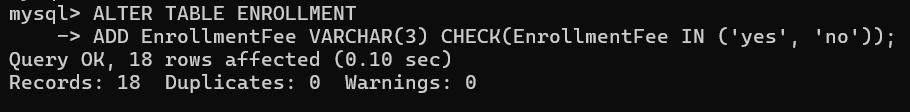 mysql> ALTER TABLE ENROLLMENT
    -> ADD EnrollmentFee VARCHAR(3) CHECK(EnrollmentFee IN ('yes', 'no'));
Query OK, 18 rows affected (0.10 sec)
Records: 18  Duplicates: 0  Warnings: 0